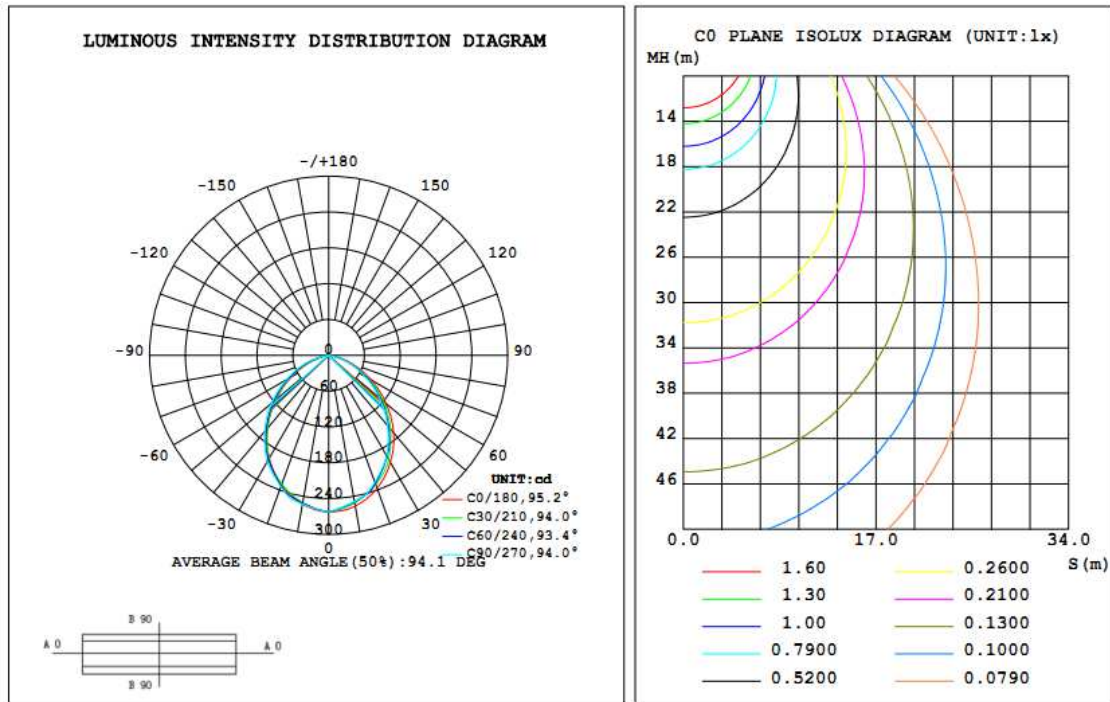 LUMINOUS INTENSITY DISTRIBUTION DIAGRAM
-/+180
-150
150
-120
120
-90
90
-60
60
-30
30
0
0
60
120
180
240
300
UNIT:cd
C0/180,95.2°
C30/210,94.0°
C60/240,93.4°
C90/270,94.0°
AVERAGE BEAM ANGLE(50%):94.1 DEG
B 90
A 0
A 0
B 90
C0 PLANE ISOLUX DIAGRAM (UNIT:lx)
MH(m)
14
18
22
26
30
34
38
42
46
0.0
17.0
34.0
S(m)
1.60
0.2600
1.30
0.2100
1.00
0.1300
0.7900
0.1000
0.5200
0.0790